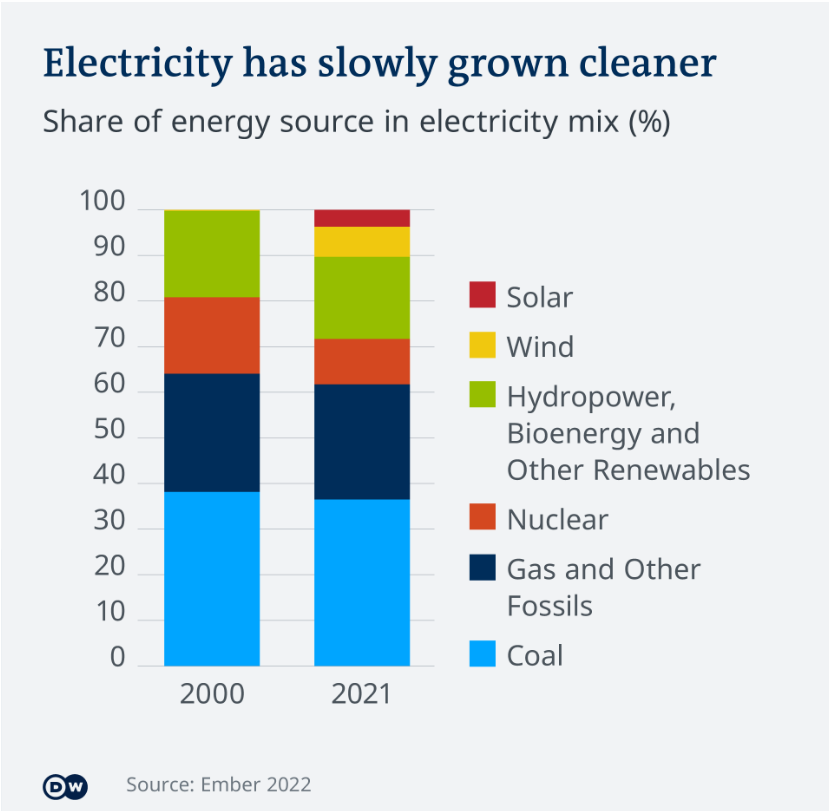 Electricity has slowly grown cleaner
Share of energy source in electricity mix (%)
100
90
80
70
60
50
40
30
20
10
0
2000 2021
Solar
Wind
Hydropower,
Bioenergy and
Other Renewables
Nuclear
Gas and Other
Fossils
Coal
DW Source: Ember 2022